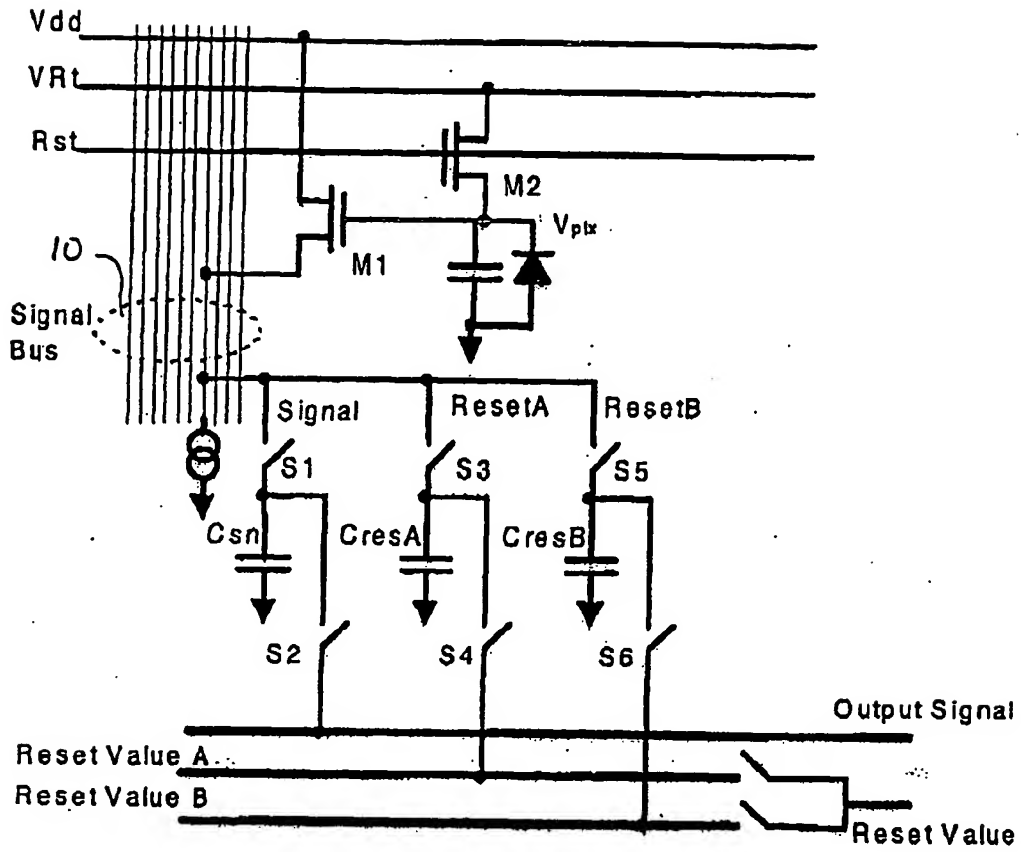 Vdd
VRt
Rst
M2
Vpix
M1
10
Signal
Bus
Signal
ResetA
ResetB
S1
S3
S5
Csn
CresA
CresB
S2
S4
S6
Output Signal
Reset Value A
Reset Value B
Reset Value